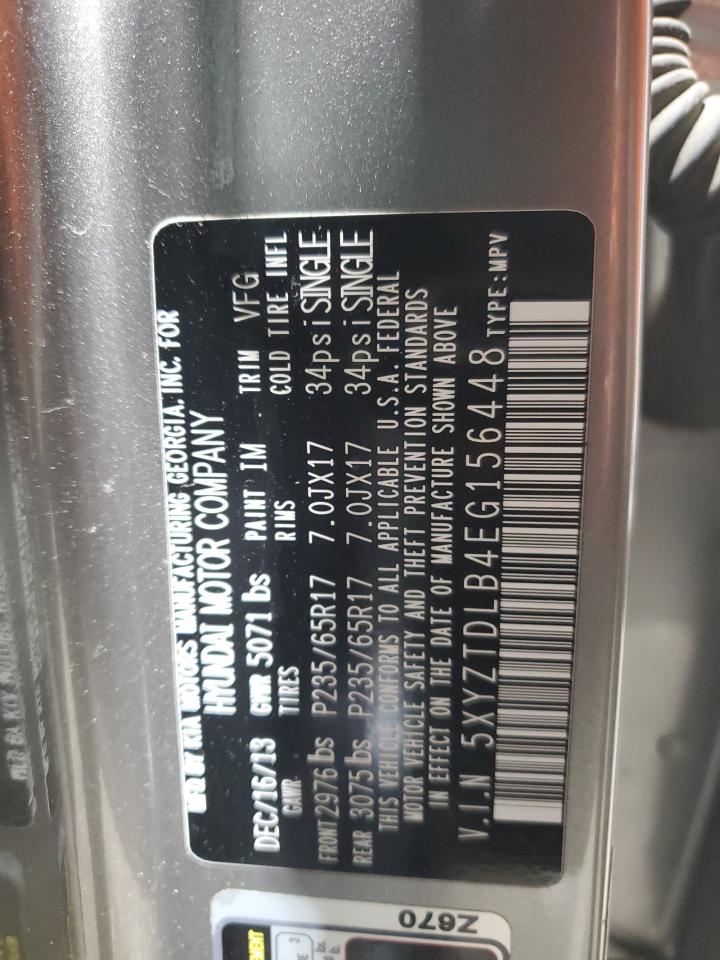 MFD BY KIA MOTORS MANUFACTURING GEORGIA. INC. FOR
HYUNDAI MOTOR COMPANY
DEC/16/13 GVWR 5071 lbs PAINT IM TRIM VFG
GAWR TIRES RIMS COLD TIRE INFL
FRONT 2976 lbs P235/65R17 7.0JX17 34psi SINGLE
REAR 3075 lbs P235/65R17 7.0JX17 34psi SINGLE
THIS VEHICLE CONFORMS TO ALL APPLICABLE U.S.A. FEDERAL
MOTOR VEHICLE SAFETY AND THEFT PREVENTION STANDARDS
IN EFFECT ON THE DATE OF MANUFACTURE SHOWN ABOVE
V.I.N 5XYZTDLB4EG156448 TYPE:MPV
Z670